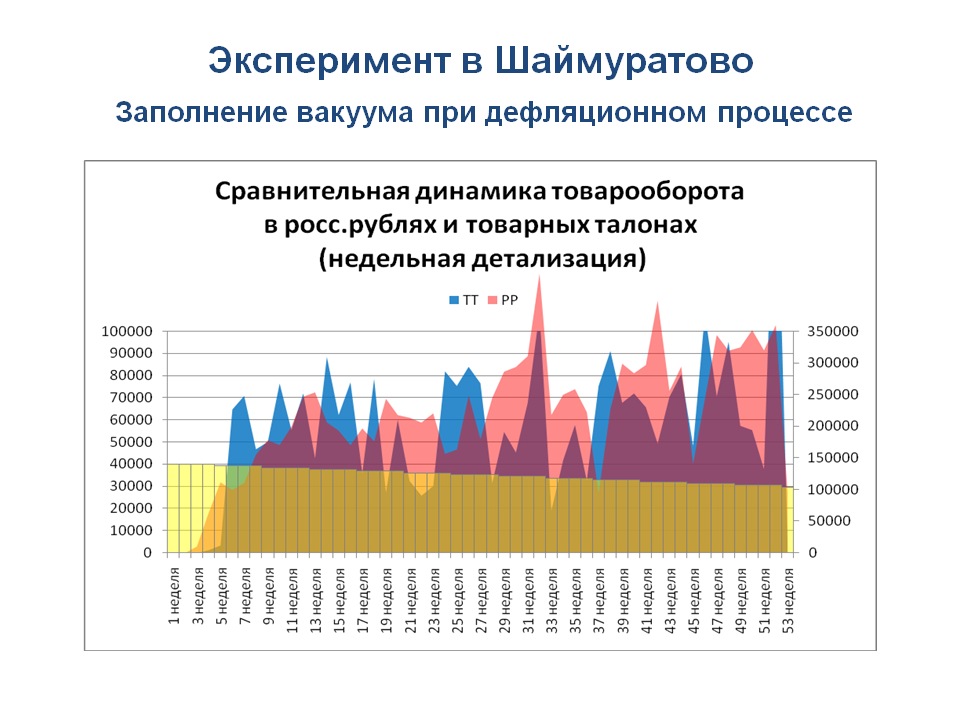 Эксперимент в Шаймуратово
Заполнение вакуума при дефляционном процессе
Сравнительная динамика товарооборота
в росс.рублях и товарных талонах
(недельная детализация)
ТТ РР
100000
90000
80000
70000
60000
50000
40000
30000
20000
10000
0
350000
300000
250000
200000
150000
100000
50000
0
1 неделя
3 неделя
5 неделя
7 неделя
9 неделя
11 неделя
13 неделя
15 неделя
17 неделя
19 неделя
21 неделя
23 неделя
25 неделя
27 неделя
29 неделя
31 неделя
33 неделя
35 неделя
37 неделя
39 неделя
41 неделя
43 неделя
45 неделя
47 неделя
49 неделя
51 неделя
53 неделя